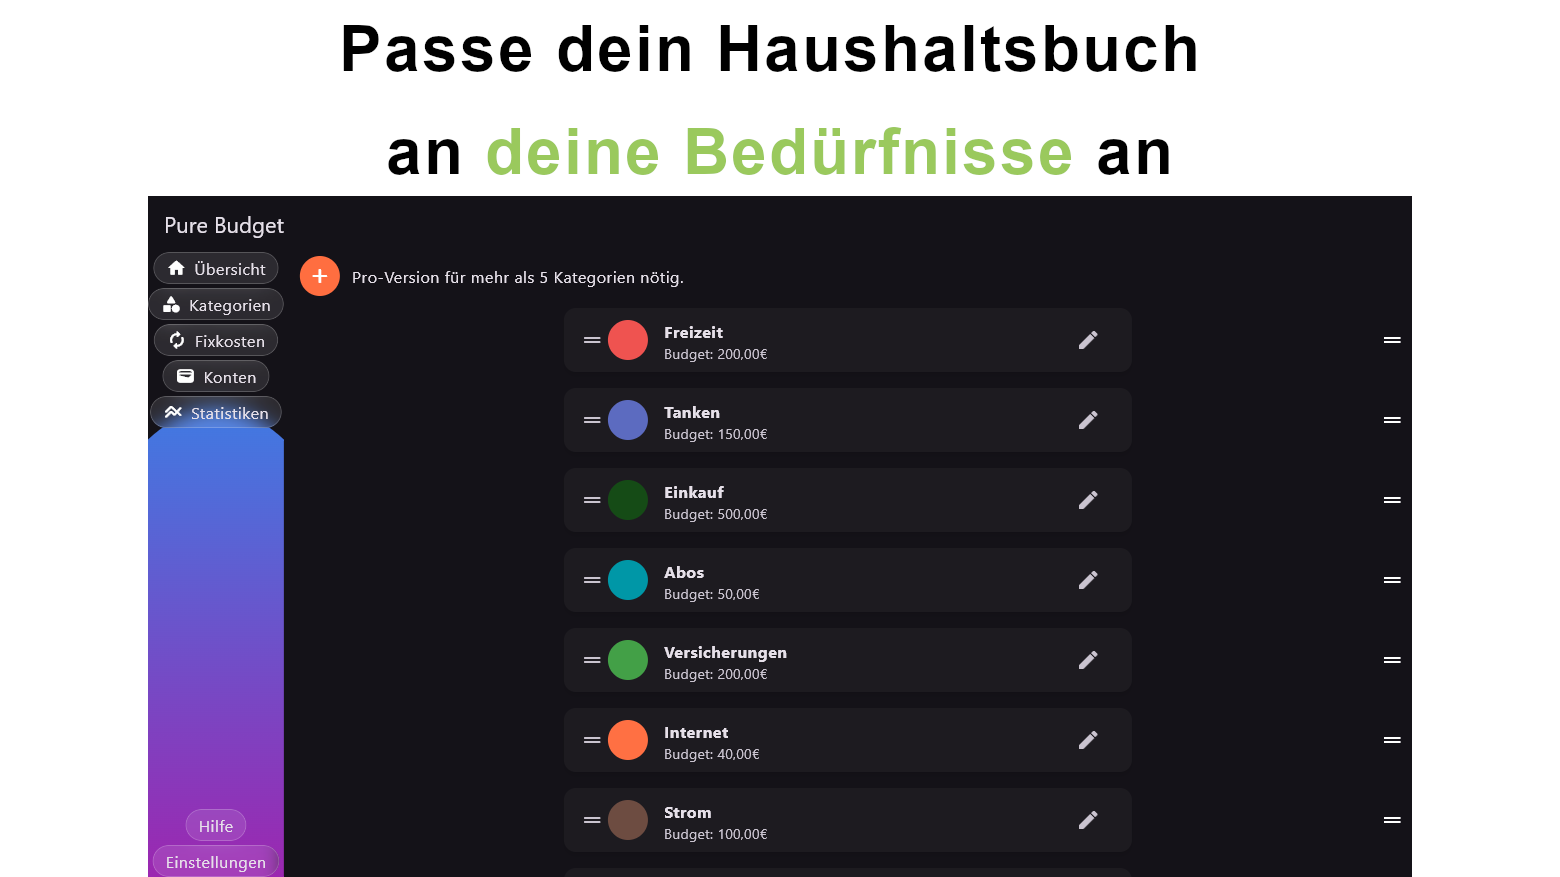 Passe dein Haushaltsbuch
an deine Bedürfnisse an
Pure Budget
Übersicht
Kategorien
Fixkosten
Konten
Statistiken
Hilfe
Einstellungen
Pro-Version für mehr als 5 Kategorien nötig.
Freizeit
Budget: 200,00€
Tanken
Budget: 150,00€
Einkauf
Budget: 500,00€
Abos
Budget: 50,00€
Versicherungen
Budget: 200,00€
Internet
Budget: 40,00€
Strom
Budget: 100,00€